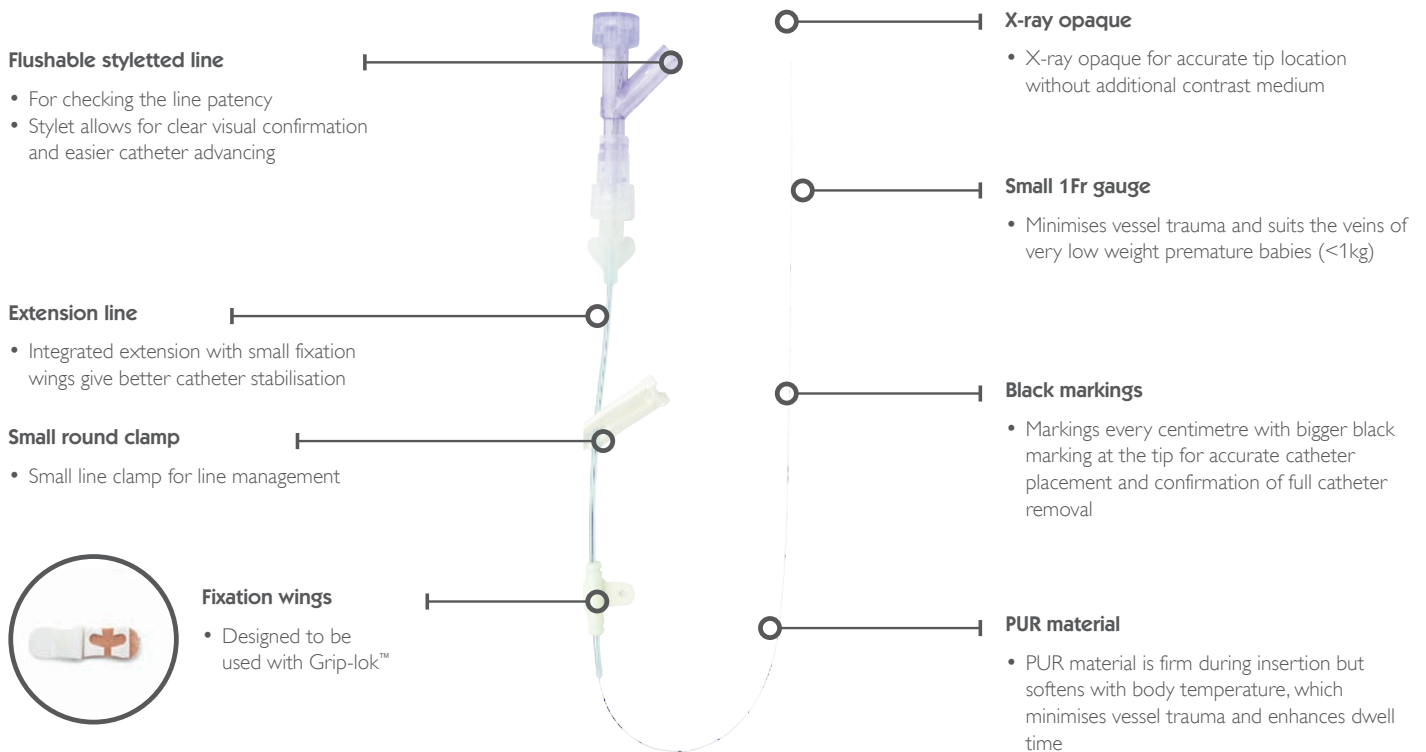 Flushable styletted line
• For checking the line patency
• Stylet allows for clear visual confirmation
and easier catheter advancing
Extension line
• Integrated extension with small fixation
wings give better catheter stabilisation
Small round clamp
• Small line clamp for line management
Fixation wings
• Designed to be
used with Grip-lok™
X-ray opaque
• X-ray opaque for accurate tip location
without additional contrast medium
Small 1Fr gauge
• Minimises vessel trauma and suits the veins of
very low weight premature babies (<1kg)
Black markings
• Markings every centimetre with bigger black
marking at the tip for accurate catheter
placement and confirmation of full catheter
removal
PUR material
• PUR material is firm during insertion but
softens with body temperature, which
minimises vessel trauma and enhances dwell
time